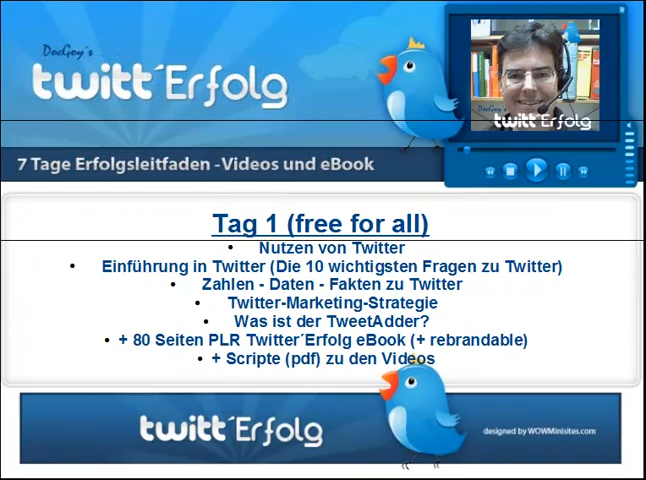 DocGoy´s
twitt´Erfolg
DocGoy´s
twitt´Erfolg
7 Tage Erfolgsleitfaden -Videos und eBook
Tag 1 (free for all)
• Nutzen von Twitter
• Einführung in Twitter (Die 10 wichtigsten Fragen zu Twitter)
• Zahlen - Daten - Fakten zu Twitter
• Twitter-Marketing-Strategie
• Was ist der TweetAdder?
• + 80 Seiten PLR Twitter´Erfolg eBook (+ rebrandable)
• + Scripte (pdf) zu den Videos
twitt´Erfolg
designed by WOWMinisites.com